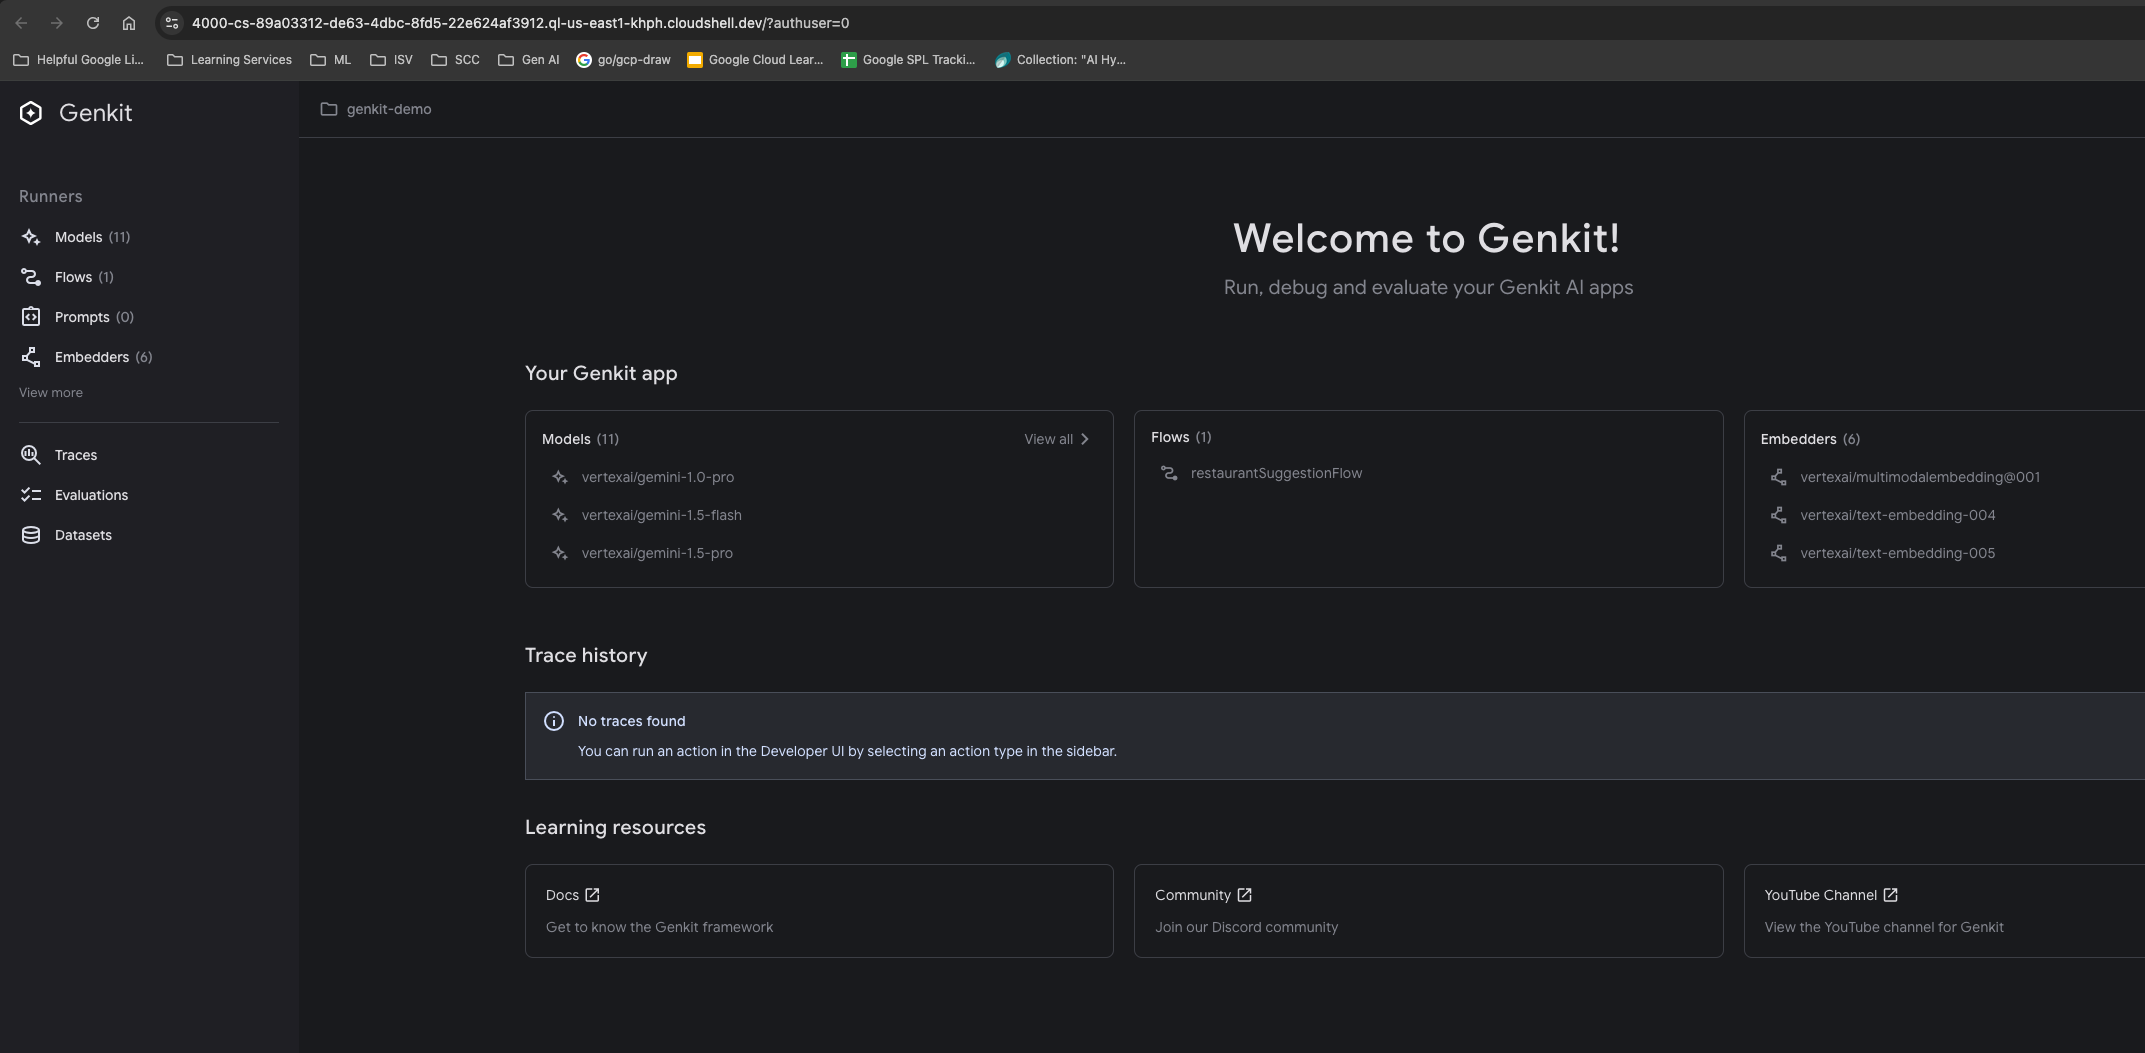 4000-cs-89a03312-de63-4dbc-8fd5-22e624af3912.ql-us-east1-khph.cloudshell.dev/?authuser=0
Helpful Google Li... Learning Services ML ISV SCC Gen AI go/gcp-draw Google Cloud Lear... Google SPL Tracki... Collection: "AI Hy...
Genkit
genkit-demo
Runners
Models (11)
Flows (1)
Prompts (0)
Embedders (6)
View more
Traces
Evaluations
Datasets
Welcome to Genkit!
Run, debug and evaluate your Genkit AI apps
Your Genkit app
Models (11) View all
vertexai/gemini-1.0-pro
vertexai/gemini-1.5-flash
vertexai/gemini-1.5-pro
Flows (1)
restaurantSuggestionFlow
Embedders (6)
vertexai/multimodalembedding@001
vertexai/text-embedding-004
vertexai/text-embedding-005
Trace history
No traces found
You can run an action in the Developer UI by selecting an action type in the sidebar.
Learning resources
Docs
Get to know the Genkit framework
Community
Join our Discord community
YouTube Channel
View the YouTube channel for Genkit